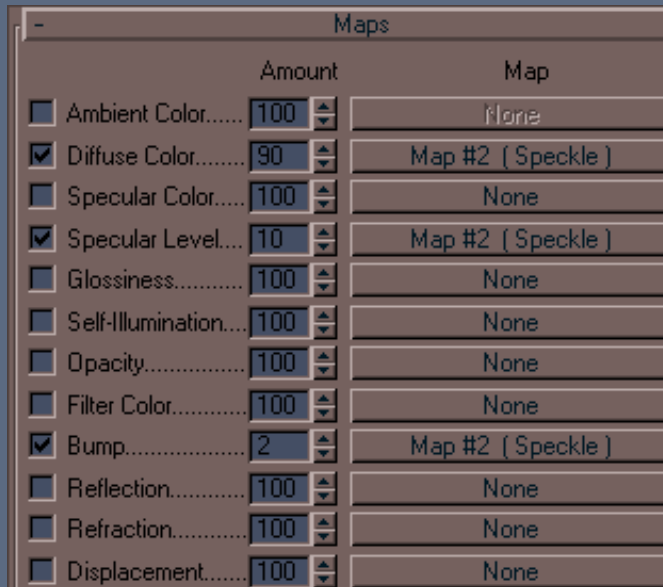 - Maps
Amount Map
Ambient Color...... 100 None
Diffuse Color........ 90 Map #2 ( Speckle )
Specular Color..... 100 None
Specular Level.... 10 Map #2 ( Speckle )
Glossiness........... 100 None
Self-Illumination.... 100 None
Opacity................ 100 None
Filter Color............ 100 None
Bump................... 2 Map #2 ( Speckle )
Reflection............ 100 None
Refraction............ 100 None
Displacement....... 100 None